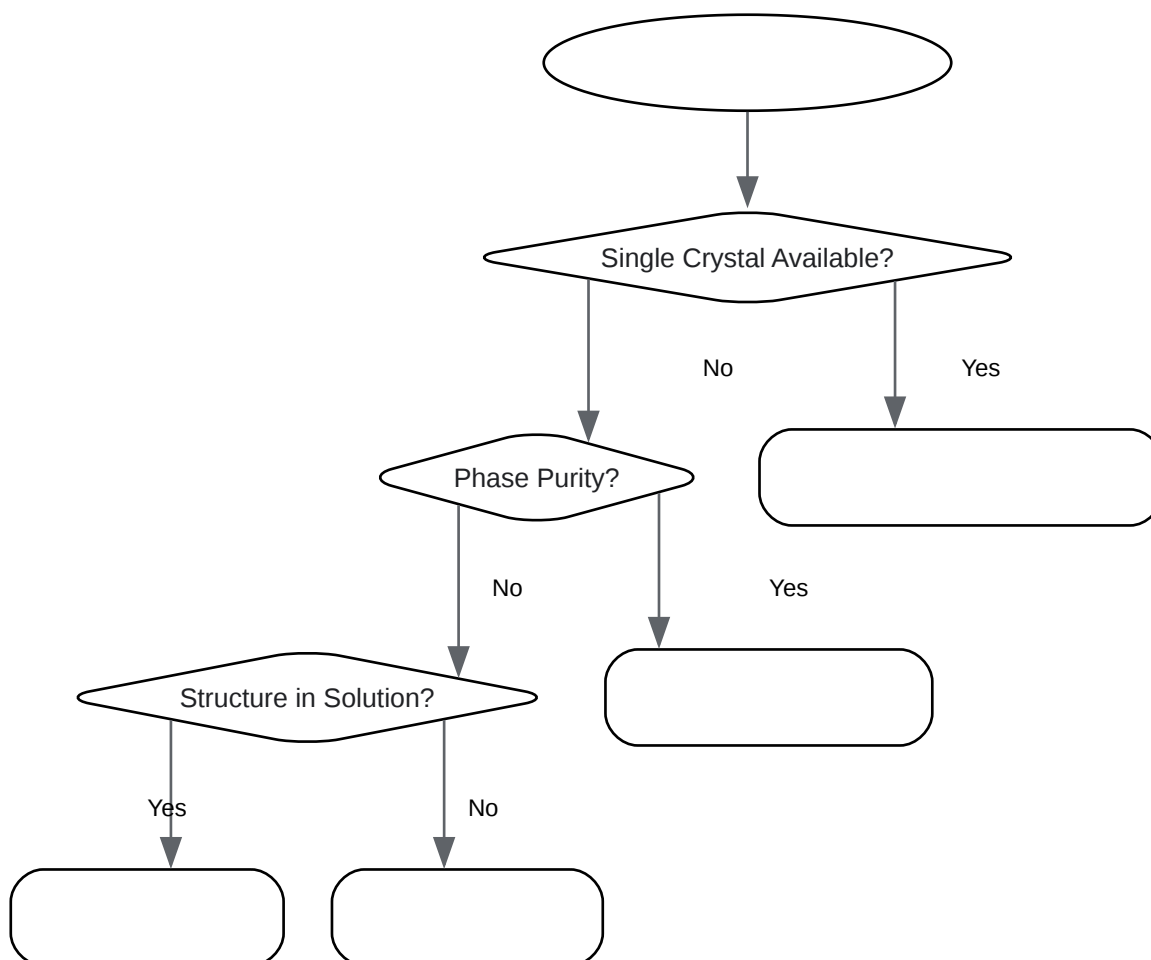 Single Crystal Available?
No
Yes
Phase Purity?
No
Yes
Structure in Solution?
Yes
No